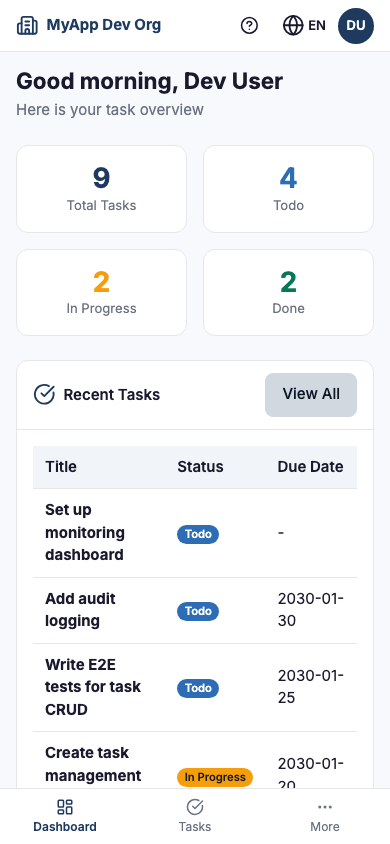 MyApp Dev Org
EN
DU
Good morning, Dev User
Here is your task overview
9
Total Tasks
4
Todo
2
In Progress
2
Done
Recent Tasks
View All
Title Status Due Date
Set up
monitoring
dashboard
Todo
-
Add audit
logging
Todo
2030-01-
30
Write E2E
tests for task
CRUD
Todo
2030-01-
25
Create task
management
In Progress
2030-01-
20
Dashboard
Tasks
More